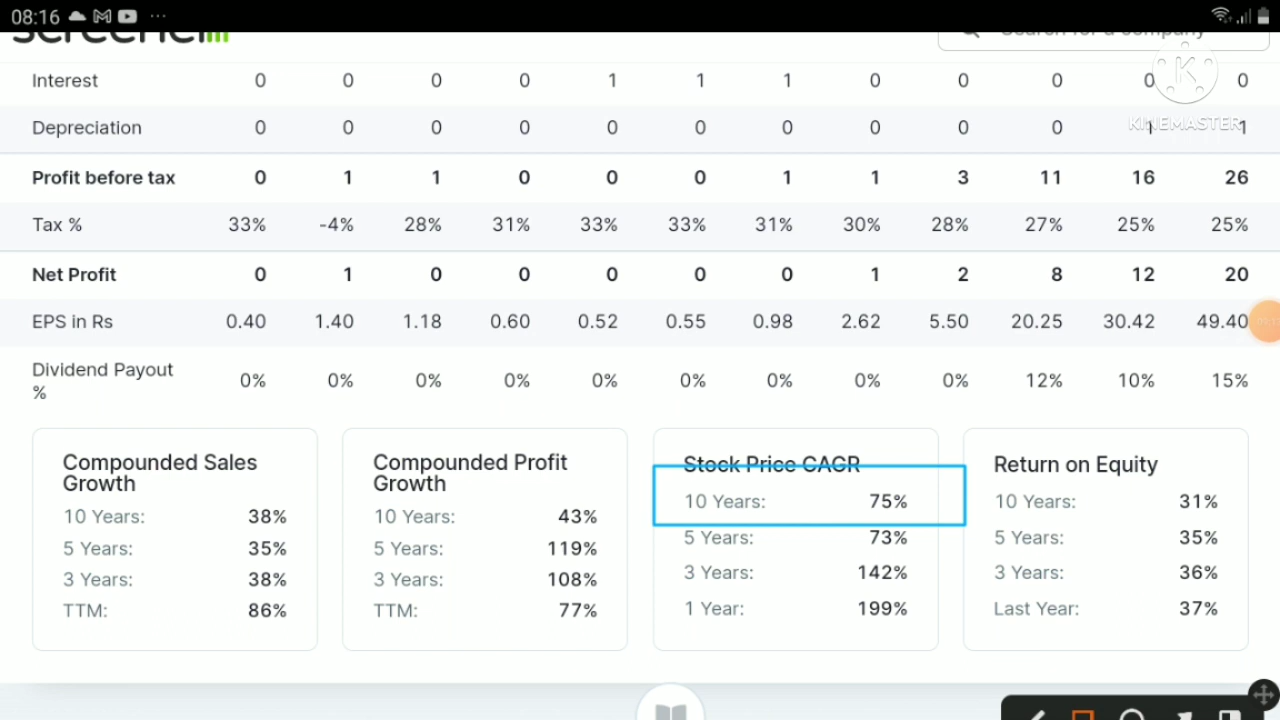 08:16
screener
Search for a company
Interest 0 0 0 0 1 1 1 0 0 0 0 0
Depreciation 0 0 0 0 0 0 0 0 0 0 1 1
KINEMASTER
Profit before tax 0 1 1 0 0 0 1 1 3 11 16 26
Tax % 33% -4% 28% 31% 33% 33% 31% 30% 28% 27% 25% 25%
Net Profit 0 1 0 0 0 0 0 1 2 8 12 20
EPS in Rs 0.40 1.40 1.18 0.60 0.52 0.55 0.98 2.62 5.50 20.25 30.42 49.40
Dividend Payout
% 0% 0% 0% 0% 0% 0% 0% 0% 0% 12% 10% 15%
Compounded Sales
Growth
10 Years: 38%
5 Years: 35%
3 Years: 38%
TTM: 86%
Compounded Profit
Growth
10 Years: 43%
5 Years: 119%
3 Years: 108%
TTM: 77%
Stock Price CAGR
10 Years: 75%
5 Years: 73%
3 Years: 142%
1 Year: 199%
Return on Equity
10 Years: 31%
5 Years: 35%
3 Years: 36%
Last Year: 37%